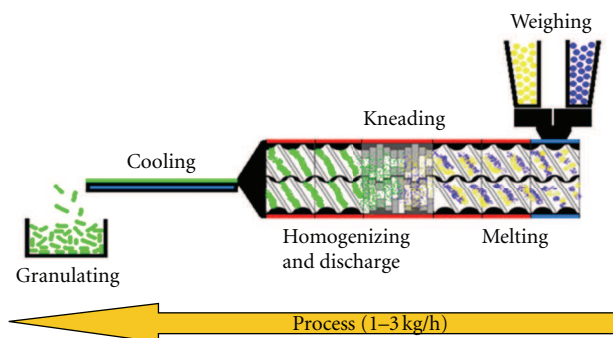 Weighing
Kneading
Cooling
Homogenizing
and discharge
Melting
Granulating
Process (1–3 kg/h)